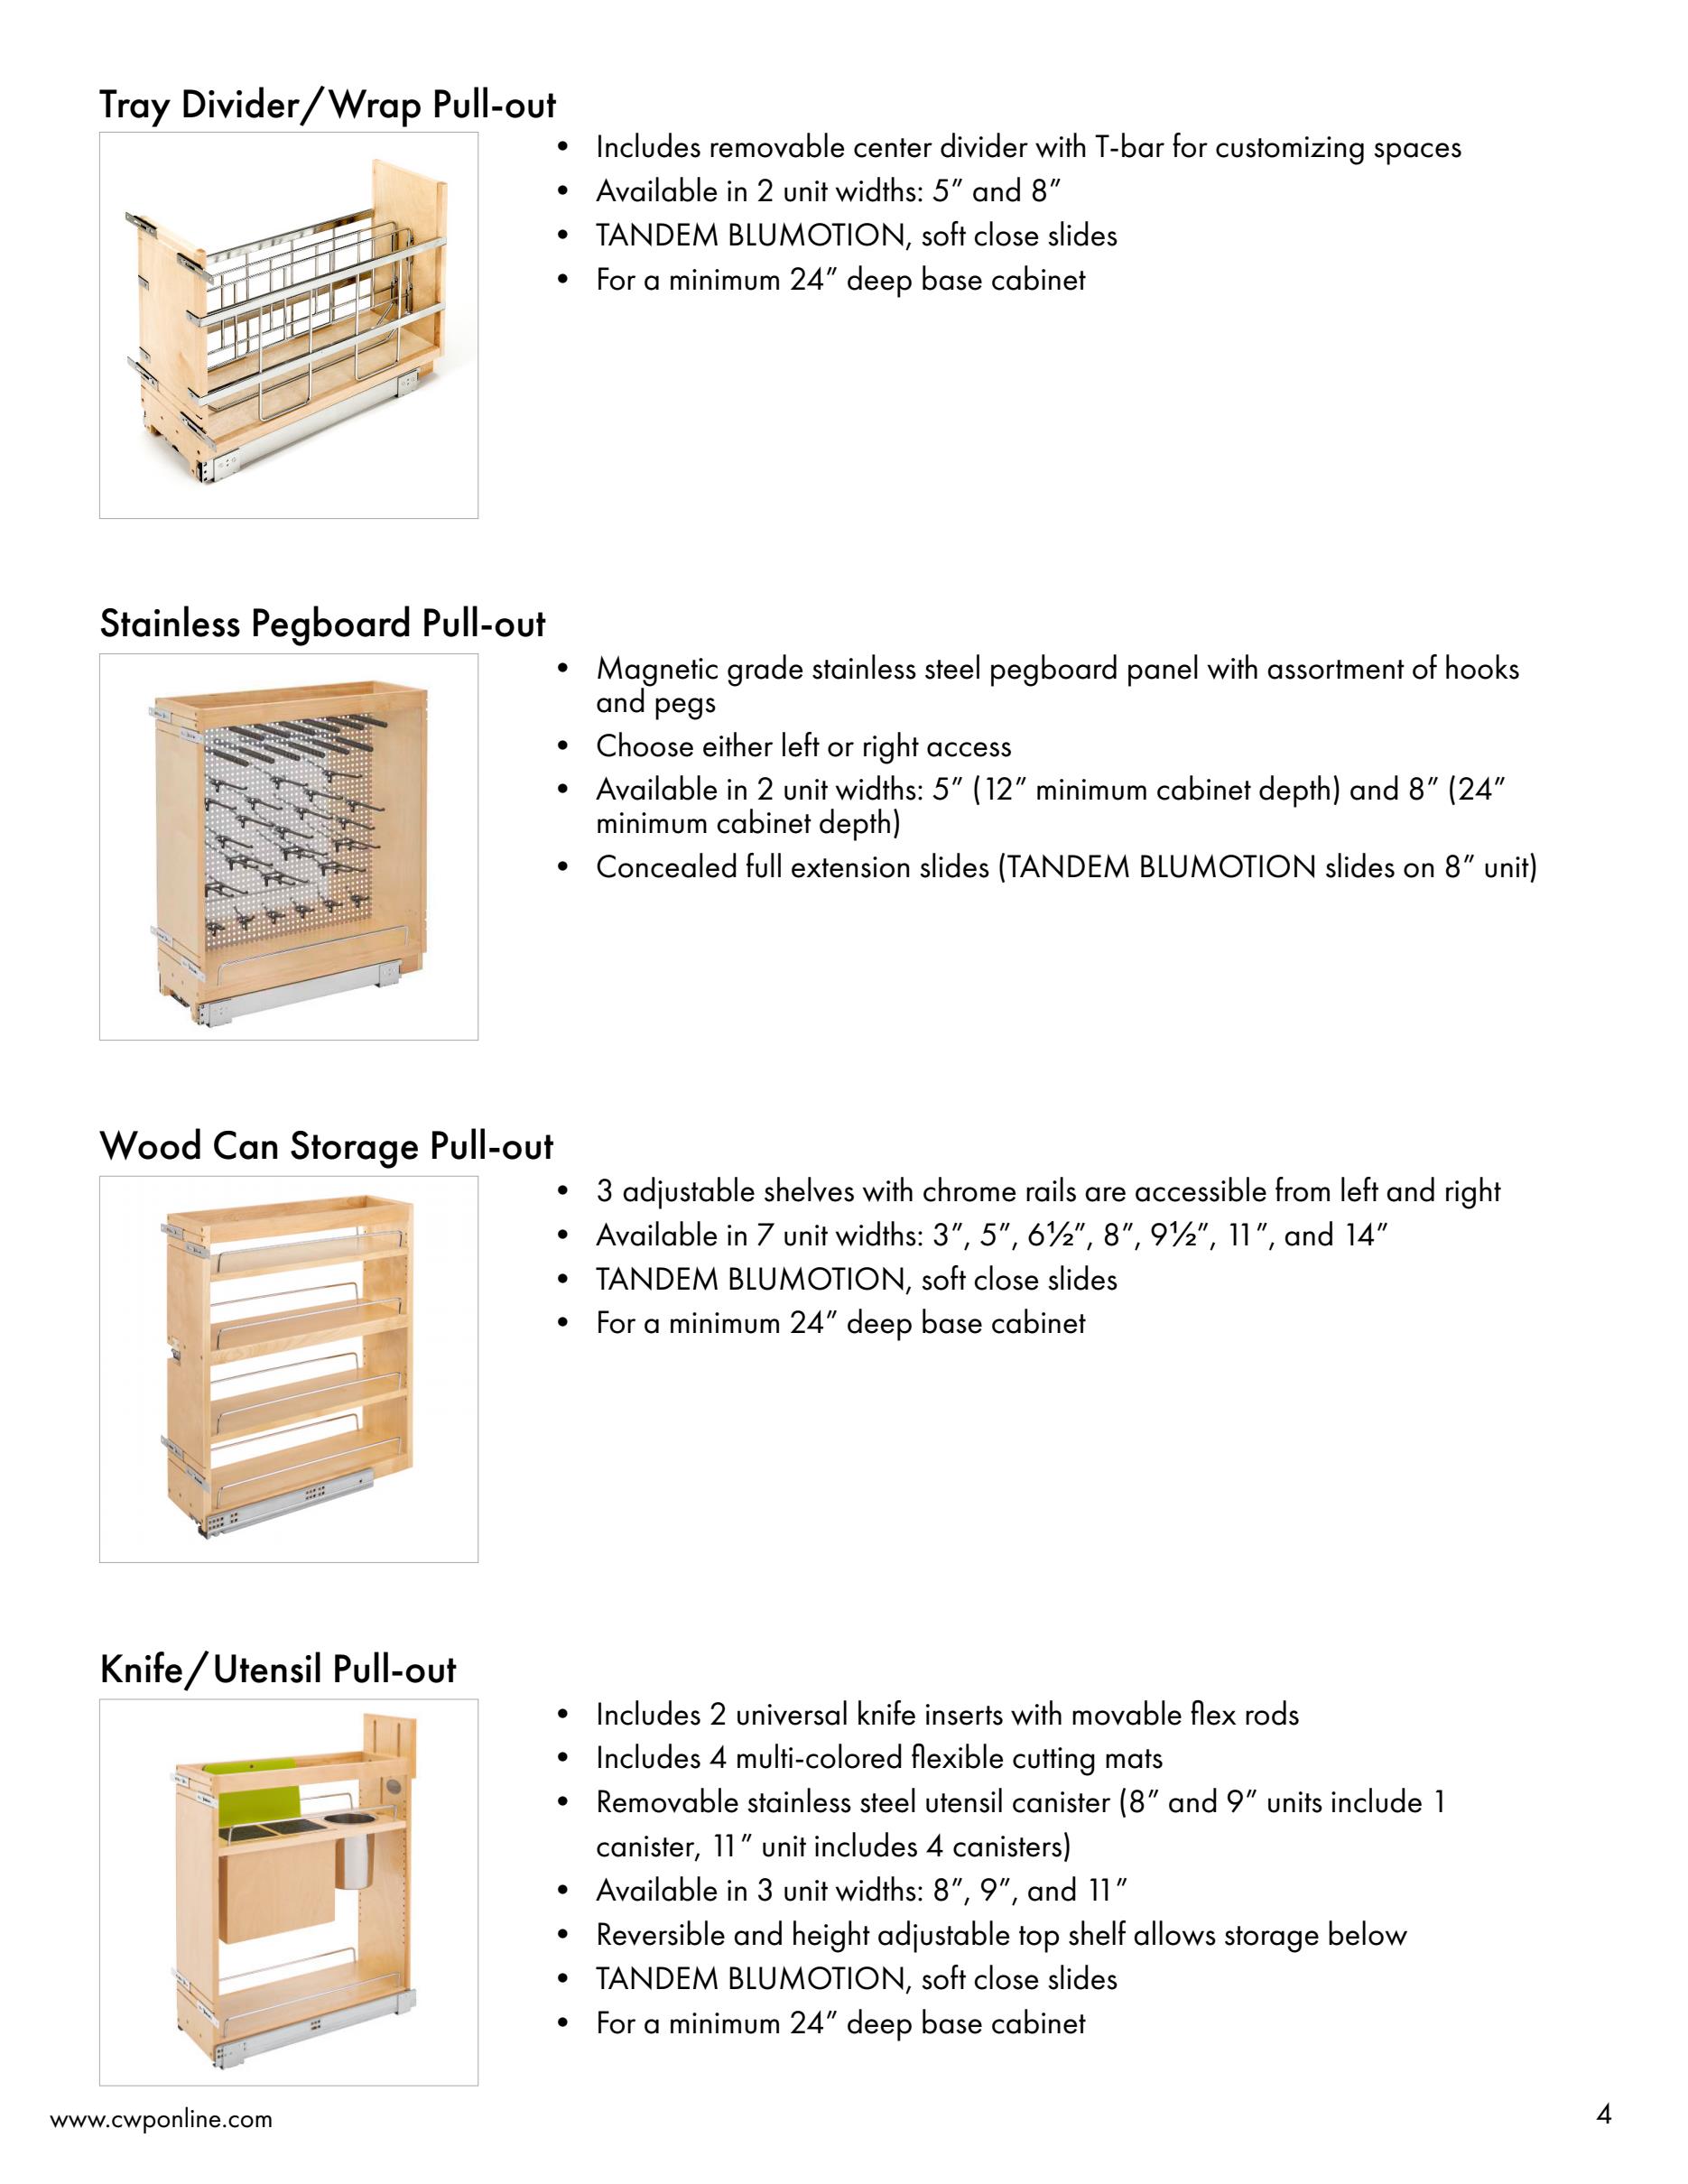 Tray Divider/Wrap Pull-out
• Includes removable center divider with T-bar for customizing spaces
• Available in 2 unit widths: 5” and 8”
• TANDEM BLUMOTION, soft close slides
• For a minimum 24” deep base cabinet
Stainless Pegboard Pull-out
• Magnetic grade stainless steel pegboard panel with assortment of hooks
and pegs
• Choose either left or right access
• Available in 2 unit widths: 5” (12” minimum cabinet depth) and 8” (24”
minimum cabinet depth)
• Concealed full extension slides (TANDEM BLUMOTION slides on 8” unit)
Wood Can Storage Pull-out
• 3 adjustable shelves with chrome rails are accessible from left and right
• Available in 7 unit widths: 3”, 5”, 6½”, 8”, 9½”, 11”, and 14”
• TANDEM BLUMOTION, soft close slides
• For a minimum 24” deep base cabinet
Knife/Utensil Pull-out
• Includes 2 universal knife inserts with movable flex rods
• Includes 4 multi-colored flexible cutting mats
• Removable stainless steel utensil canister (8” and 9” units include 1
canister, 11” unit includes 4 canisters)
• Available in 3 unit widths: 8”, 9”, and 11”
• Reversible and height adjustable top shelf allows storage below
• TANDEM BLUMOTION, soft close slides
• For a minimum 24” deep base cabinet
www.cwponline.com
4